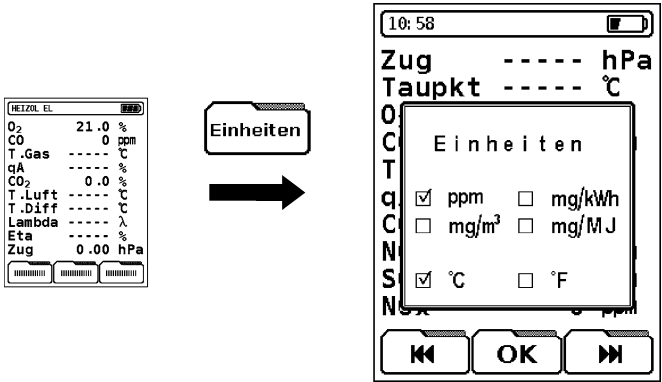 HEIZOL EL
O₂ 21.0 %
CO 0 ppm
T.Gas ----- °C
qA ----- %
CO₂ 0.0 %
T.Luft ----- °C
T.Diff ----- °C
Lambda ----- λ
Eta ----- %
Zug 0.00 hPa
Einheiten
10:58
Zug ----- hPa
Taupkt ----- °C
Einheiten
☑ ppm ☐ mg/kWh
☐ mg/m³ ☐ mg/MJ
☑ °C ☐ °F
OK